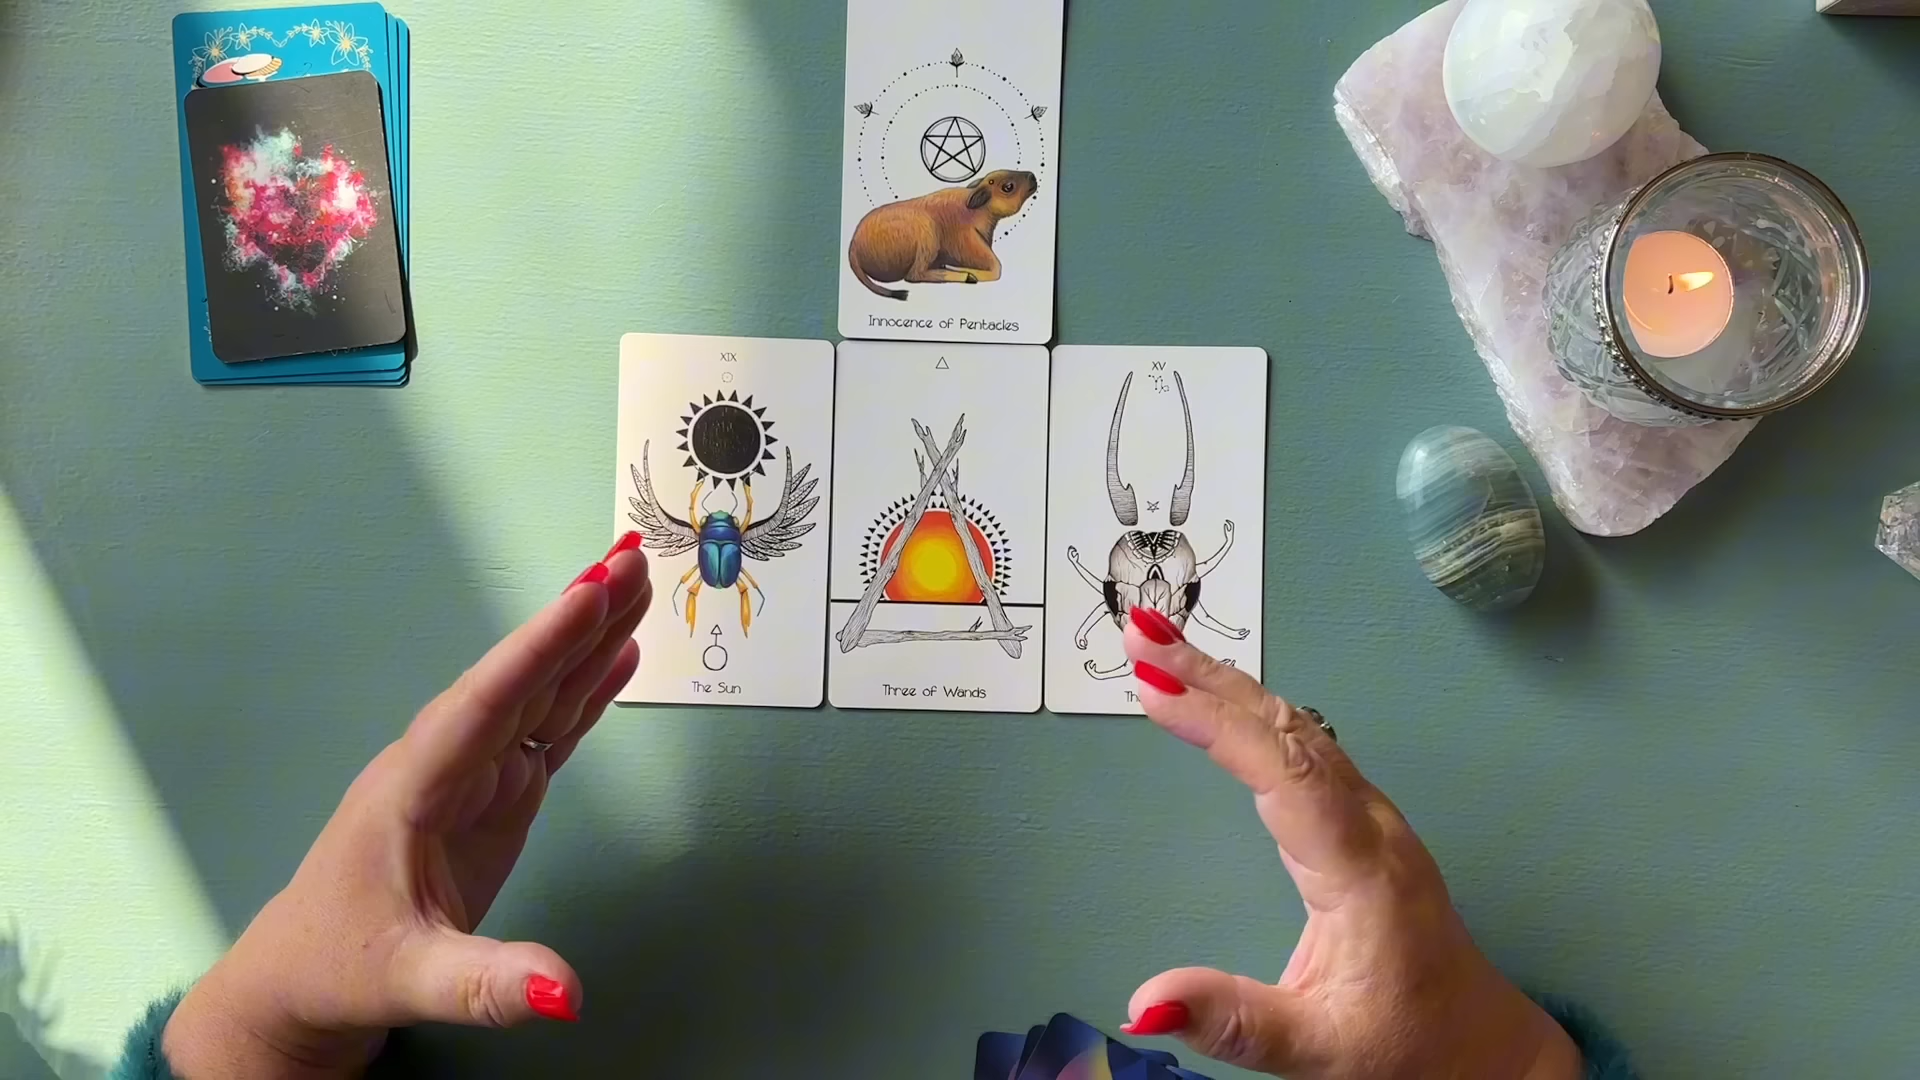 Innocence of Pentacles
XIX
The Sun
Three of Wands
XV